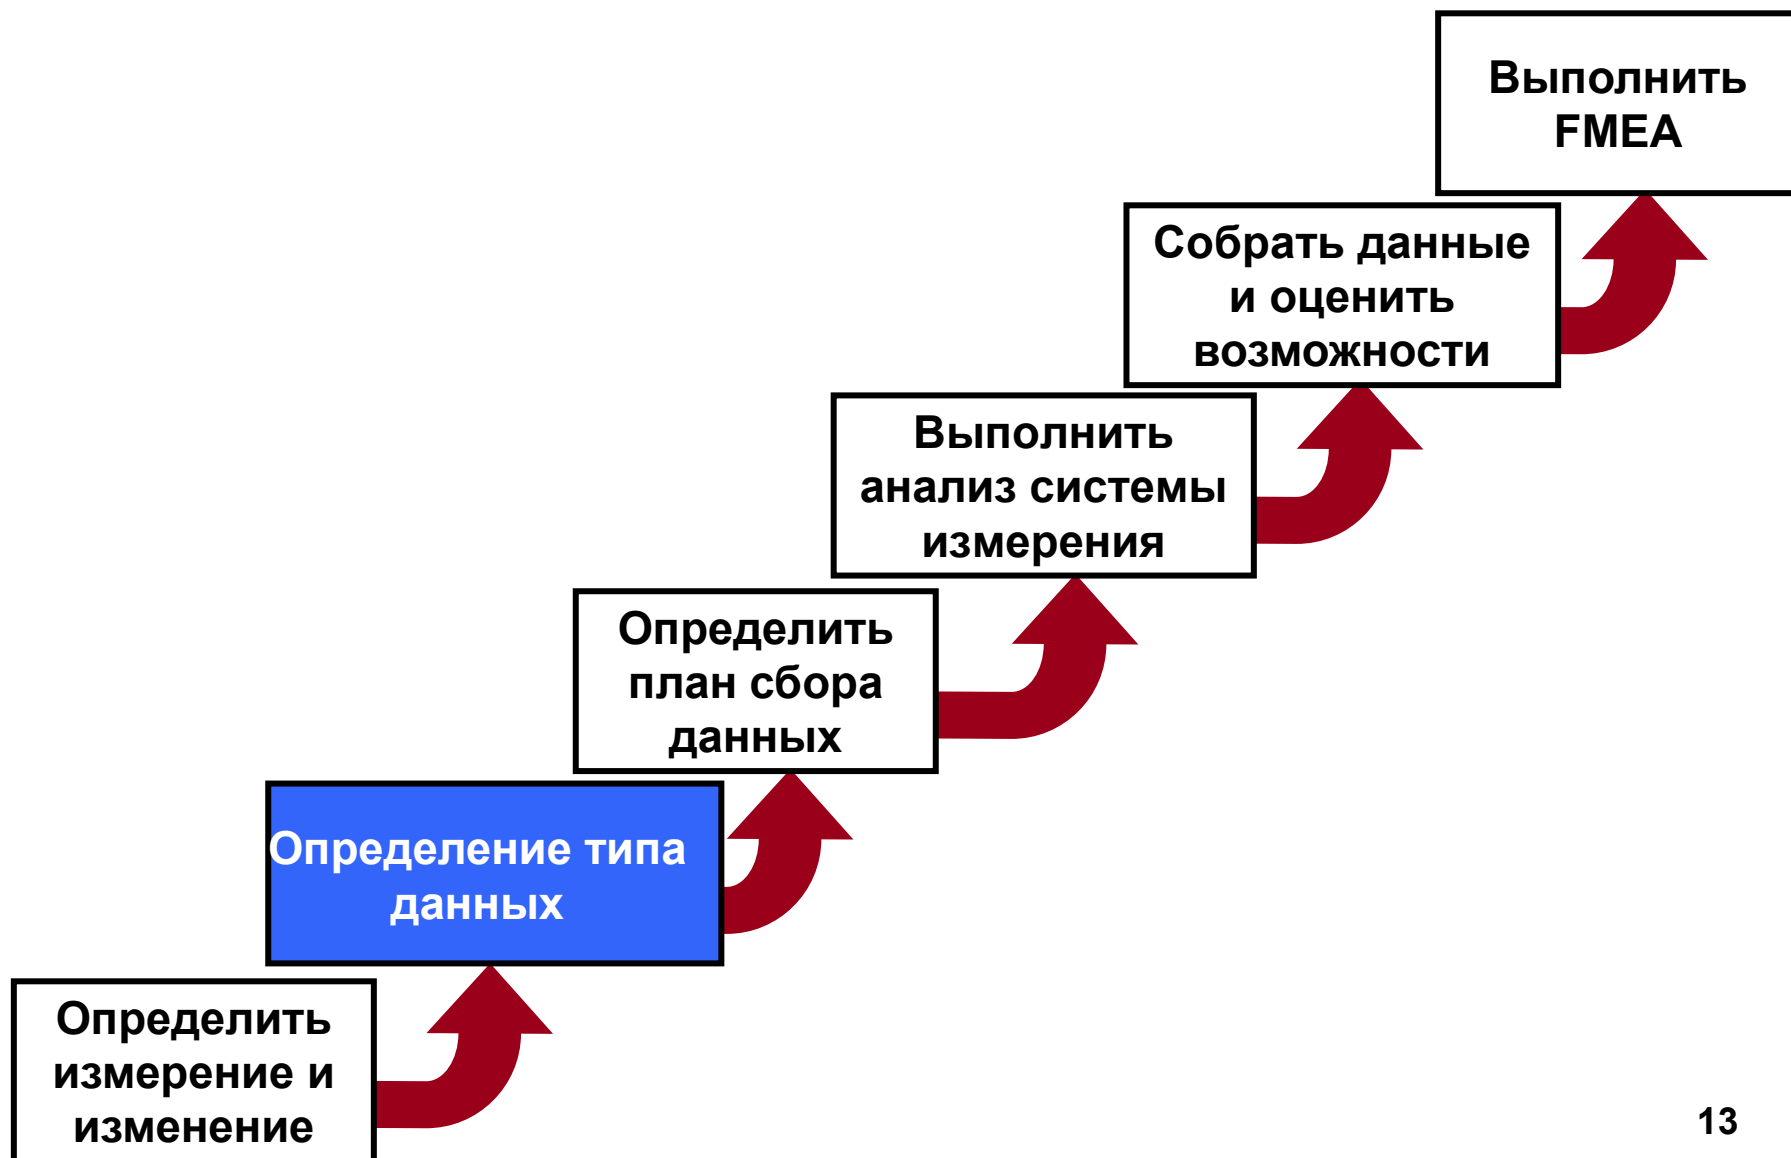 Выполнить
FMEA
Собрать данные
и оценить
возможности
Выполнить
анализ системы
измерения
Определить
план сбора
данных
Определение типа
данных
Определить
измерение и
изменение
13